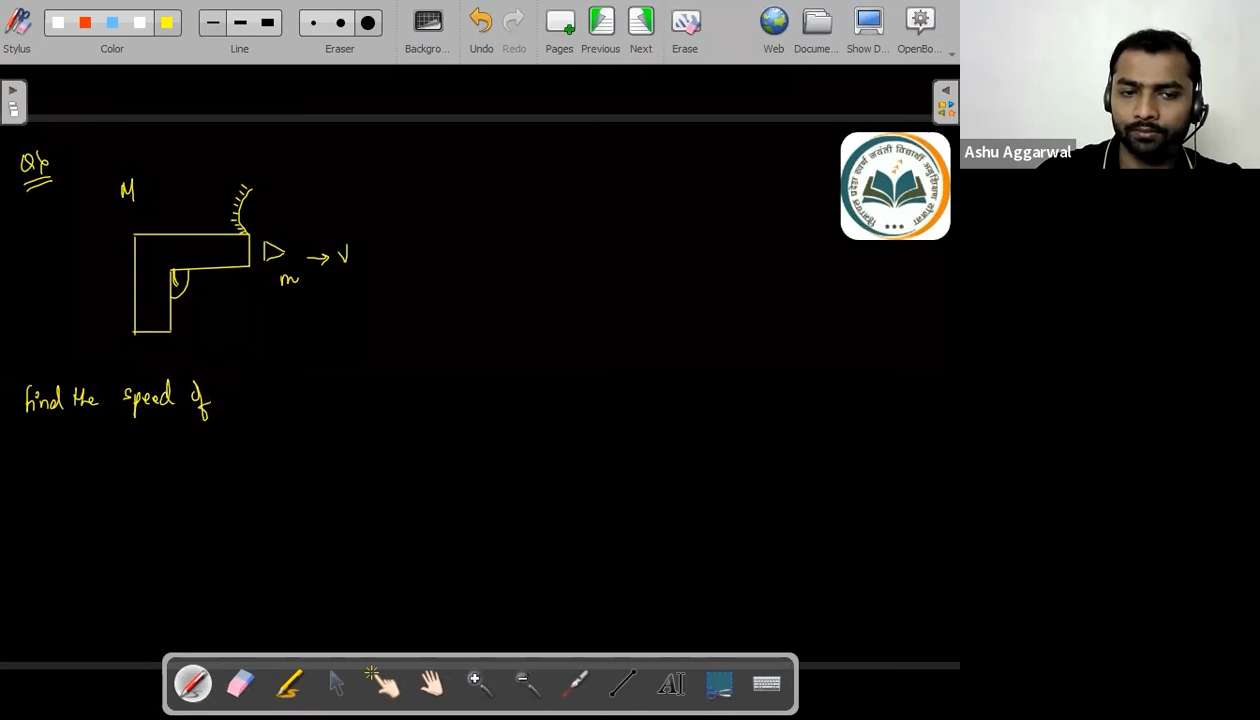 Stylus
Color
Line
Eraser
Backgro...
Undo
Redo
Pages
Previous
Next
Erase
Web
Docume...
Show D...
OpenBo...
Ashu Aggarwal
M
m → V
find the speed of